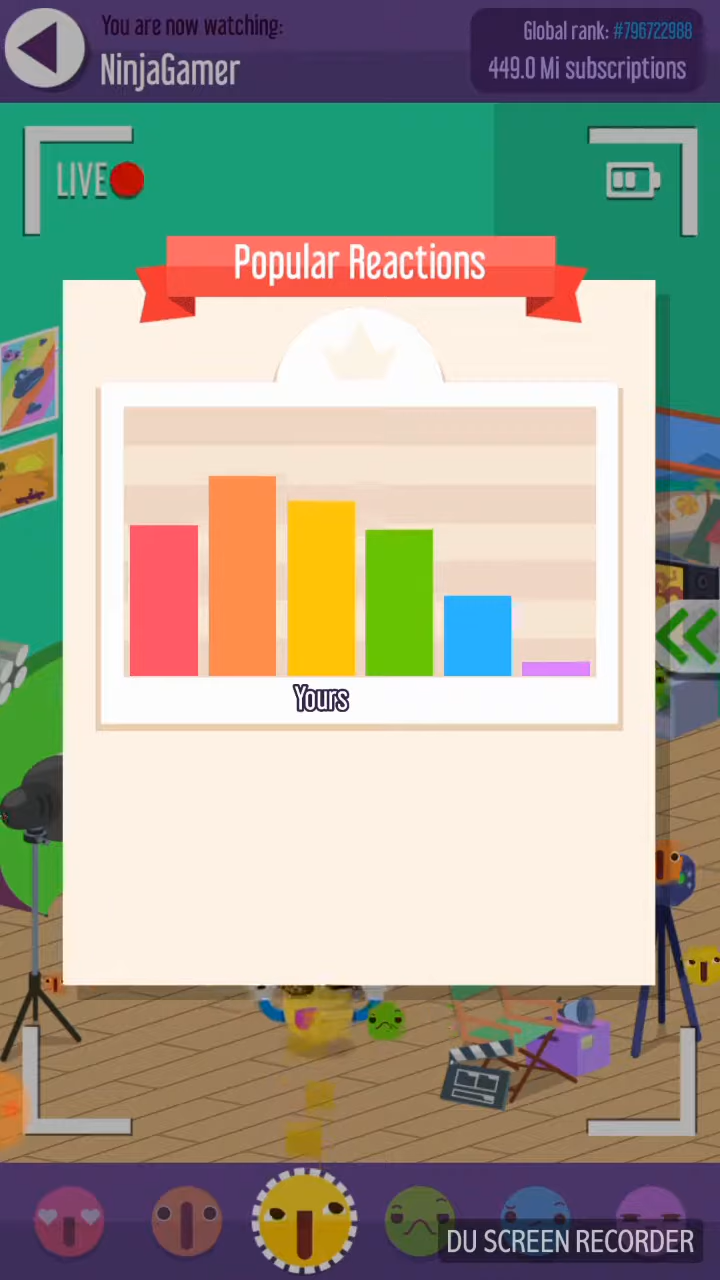 You are now watching:
NinjaGamer
Global rank: #796722988
449.0 Mi subscriptions
LIVE
Popular Reactions
Yours
DU SCREEN RECORDER